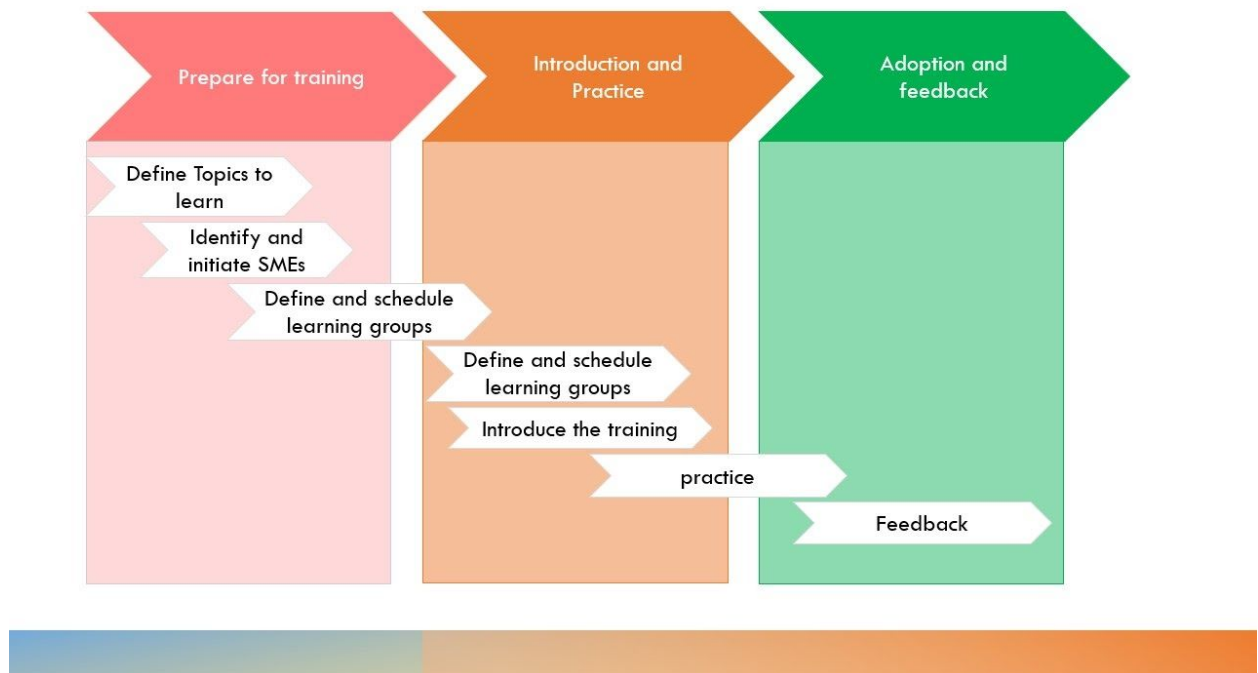 Prepare for training
Introduction and
Practice
Adoption and
feedback
Define Topics to
learn
Identify and
initiate SMEs
Define and schedule
learning groups
Define and schedule
learning groups
Introduce the training
practice
Feedback